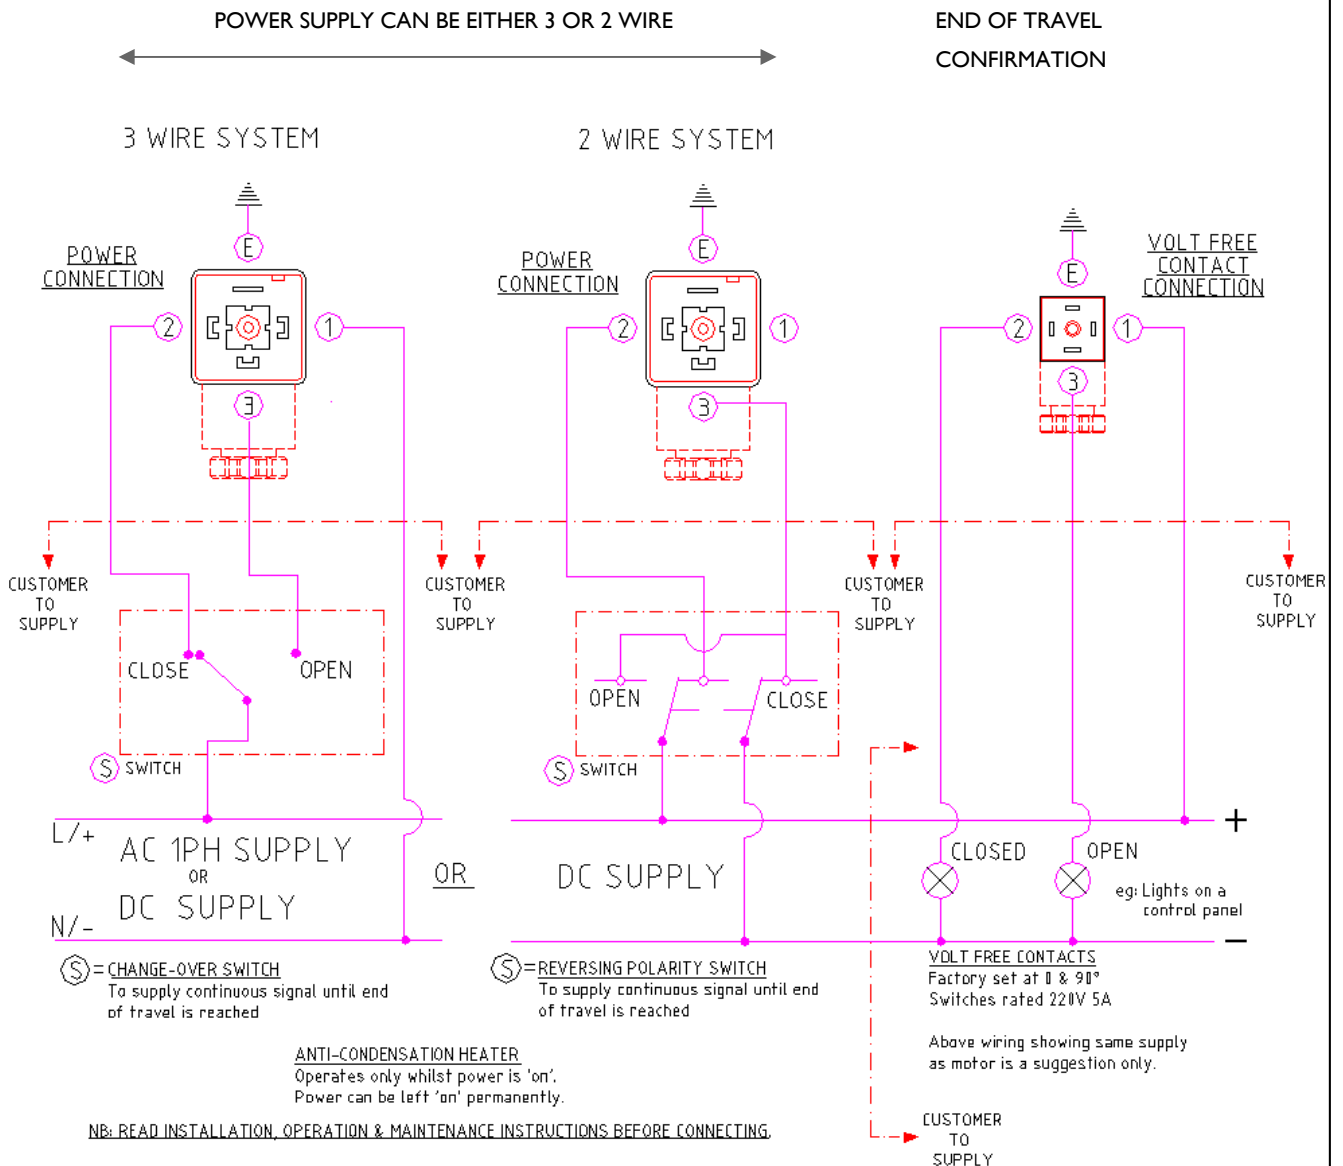 POWER SUPPLY CAN BE EITHER 3 OR 2 WIRE
END OF TRAVEL
CONFIRMATION
3 WIRE SYSTEM
2 WIRE SYSTEM
E
E
E
POWER
CONNECTION
POWER
CONNECTION
VOLT FREE
CONTACT
CONNECTION
2
1
3
2
1
3
2
1
3
CUSTOMER
TO
SUPPLY
CUSTOMER
TO
SUPPLY
CUSTOMER
TO
SUPPLY
CUSTOMER
TO
SUPPLY
CLOSE
OPEN
OPEN
CLOSE
S SWITCH
S SWITCH
L/+
AC 1PH SUPPLY
OR
DC SUPPLY
N/-
OR
DC SUPPLY
+
CLOSED
OPEN
eg: Lights on a
control panel
−
S = CHANGE-OVER SWITCH
To supply continuous signal until end
of travel is reached
S = REVERSING POLARITY SWITCH
To supply continuous signal until end
of travel is reached
VOLT FREE CONTACTS
Factory set at 0 & 90°
Switches rated 220V 5A
Above wiring showing same supply
as motor is a suggestion only.
ANTI-CONDENSATION HEATER
Operates only whilst power is 'on'.
Power can be left 'on' permanently.
NB: READ INSTALLATION, OPERATION & MAINTENANCE INSTRUCTIONS BEFORE CONNECTING.
CUSTOMER
TO
SUPPLY